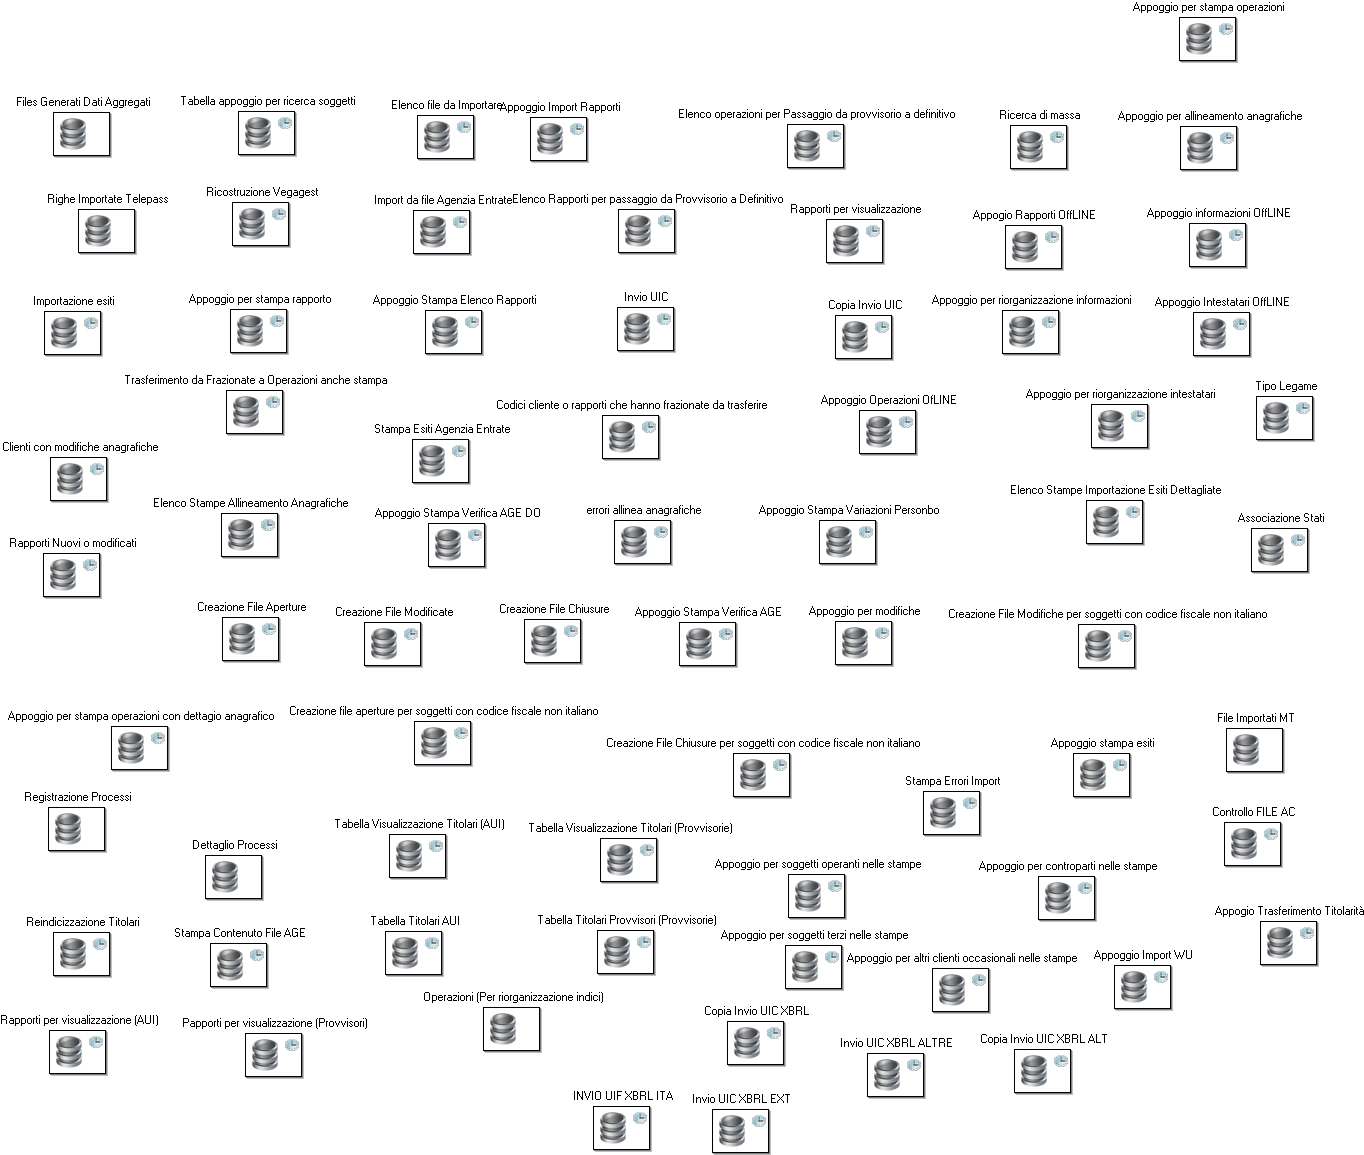 Appoggio per stampa operazioni
Files Generati Dati Aggregati
Tabella appoggio per ricerca soggetti
Elenco file da Importare
Appoggio Import Rapporti
Elenco operazioni per Passaggio da provvisorio a definitivo
Ricerca di massa
Appoggio per allineamento anagrafiche
Righe Importate Telepass
Ricostruzione Vegagest
Import da file Agenzia Entrate
Elenco Rapporti per passaggio da Provvisorio a Definitivo
Rapporti per visualizzazione
Appogio Rapporti OffLINE
Appoggio informazioni OffLINE
Importazione esiti
Appoggio per stampa rapporto
Appoggio Stampa Elenco Rapporti
Invio UIC
Copia Invio UIC
Appoggio per riorganizzazione informazioni
Appoggio Intestatari OffLINE
Trasferimento da Frazionate a Operazioni anche stampa
Codici cliente o rapporti che hanno frazionate da trasferire
Appoggio Operazioni OfLINE
Appoggio per riorganizzazione intestatari
Tipo Legame
Clienti con modifiche anagrafiche
Stampa Esiti Agenzia Entrate
Elenco Stampe Allineamento Anagrafiche
Appoggio Stampa Verifica AGE DO
errori allinea anagrafiche
Appoggio Stampa Variazioni Personbo
Elenco Stampe Importazione Esiti Dettagliate
Associazione Stati
Rapporti Nuovi o modificati
Creazione File Aperture
Creazione File Modificate
Creazione File Chiusure
Appoggio Stampa Verifica AGE
Appoggio per modifiche
Creazione File Modifiche per soggetti con codice fiscale non italiano
Appoggio per stampa operazioni con dettagio anagrafico
Creazione file aperture per soggetti con codice fiscale non italiano
Creazione File Chiusure per soggetti con codice fiscale non italiano
Appoggio stampa esiti
File Importati MT
Registrazione Processi
Stampa Errori Import
Dettaglio Processi
Tabella Visualizzazione Titolari (AUI)
Tabella Visualizzazione Titolari (Provvisorie)
Controllo FILE AC
Appoggio per soggetti operanti nelle stampe
Appoggio per controparti nelle stampe
Reindicizzazione Titolari
Stampa Contenuto File AGE
Tabella Titolari AUI
Tabella Titolari Provvisori (Provvisorie)
Appoggio per soggetti terzi nelle stampe
Appogio Trasferimento Titolarità
Appoggio per altri clienti occasionali nelle stampe
Appoggio Import WU
Rapporti per visualizzazione (AUI)
Papporti per visualizzazione (Provvisori)
Operazioni (Per riorganizzazione indici)
Copia Invio UIC XBRL
Invio UIC XBRL ALTRE
Copia Invio UIC XBRL ALT
INVIO UIF XBRL ITA
Invio UIC XBRL EXT